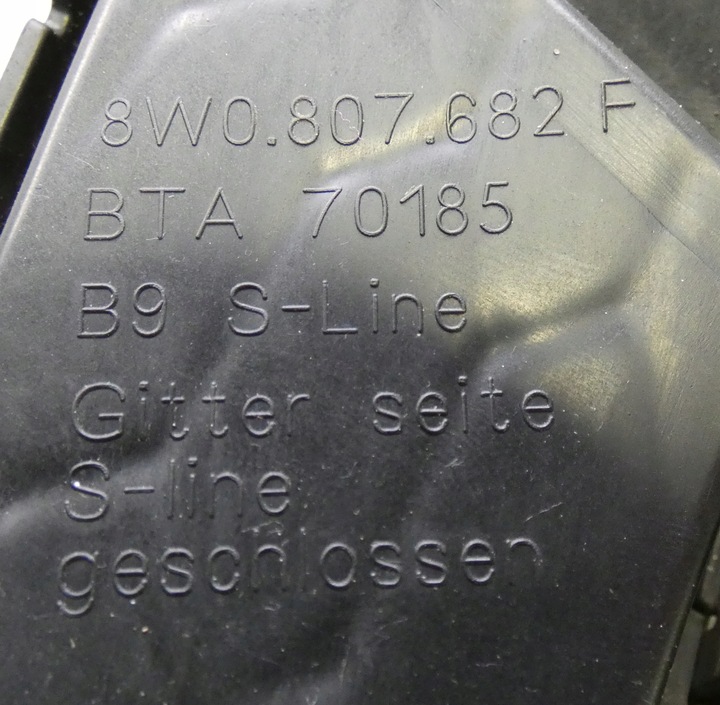 8W0.807.682 F
BTA 70185
B9 S-Line
Gitter seite
S-line
geschlossen